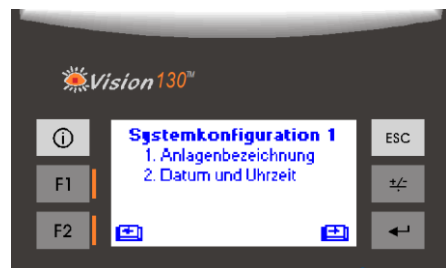 Vision130™
Systemkonfiguration 1
ESC
1. Anlagenbezeichnung
F1
2. Datum und Uhrzeit
+/-
F2